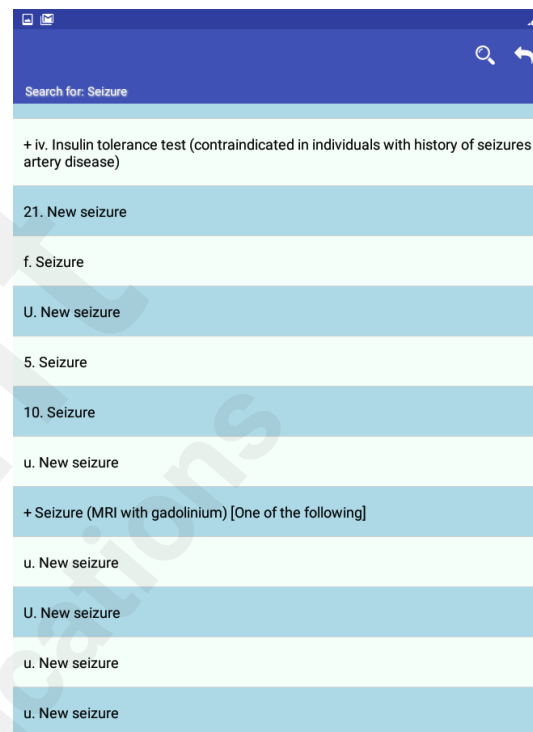 Search for: Seizure
+ iv. Insulin tolerance test (contraindicated in individuals with history of seizures
artery disease)
21. New seizure
f. Seizure
U. New seizure
5. Seizure
10. Seizure
u. New seizure
+ Seizure (MRI with gadolinium) [One of the following]
u. New seizure
U. New seizure
u. New seizure
u. New seizure